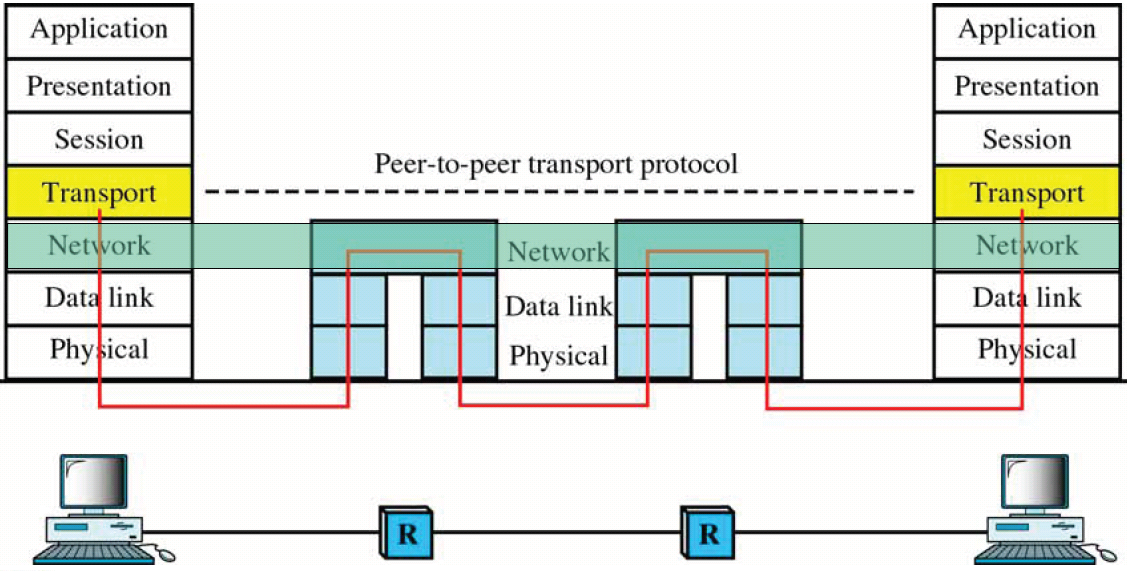 Application
Presentation
Session
Transport
Network
Data link
Physical
Peer-to-peer transport protocol
Network
Data link
Physical
Application
Presentation
Session
Transport
Network
Data link
Physical
R
R